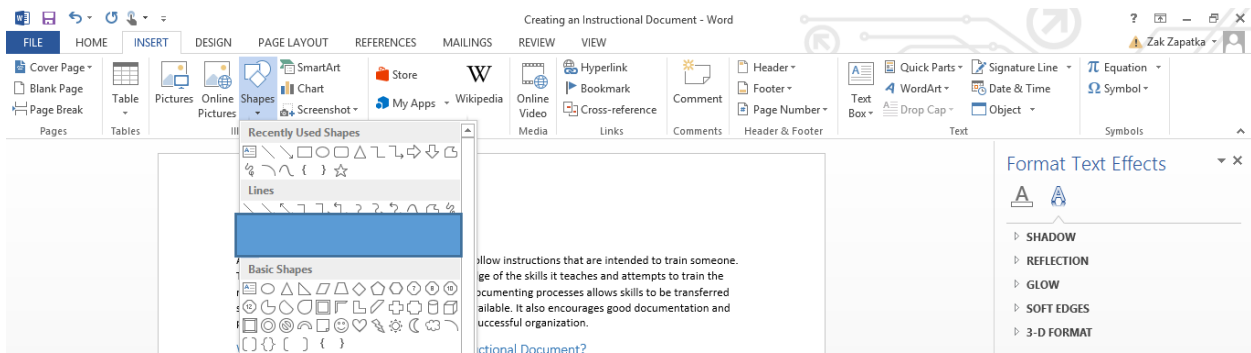 Creating an Instructional Document - Word
Zak Zapatka
FILE HOME INSERT DESIGN PAGE LAYOUT REFERENCES MAILINGS REVIEW VIEW
Cover Page
Blank Page
Page Break
Pages
Table
Tables
Pictures
Online Pictures
Shapes
SmartArt
Chart
Screenshot
Store
My Apps
Wikipedia
Online Video
Media
Hyperlink
Bookmark
Cross-reference
Links
Comment
Comments
Header
Footer
Page Number
Header & Footer
Text Box
Quick Parts
WordArt
Drop Cap
Signature Line
Date & Time
Object
Text
Equation
Symbol
Symbols
Recently Used Shapes
Lines
Basic Shapes
instructions that are intended to train someone.
of the skills it teaches and attempts to train the
processes allows skills to be transferred
It also encourages good documentation and
organization.
Document?
Format Text Effects
SHADOW
REFLECTION
GLOW
SOFT EDGES
3-D FORMAT